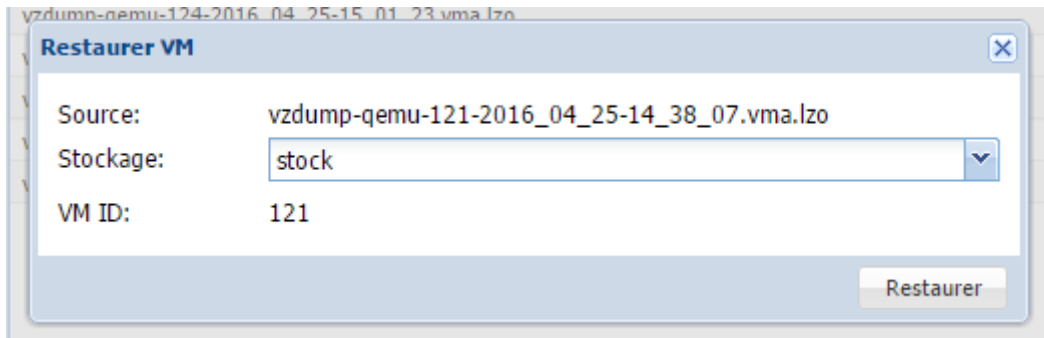 vzdump-qemu-124-2016_04_25-15_01_23.vma.lzo
Restaurer VM
Source: vzdump-qemu-121-2016_04_25-14_38_07.vma.lzo
Stockage: stock
VM ID: 121
Restaurer